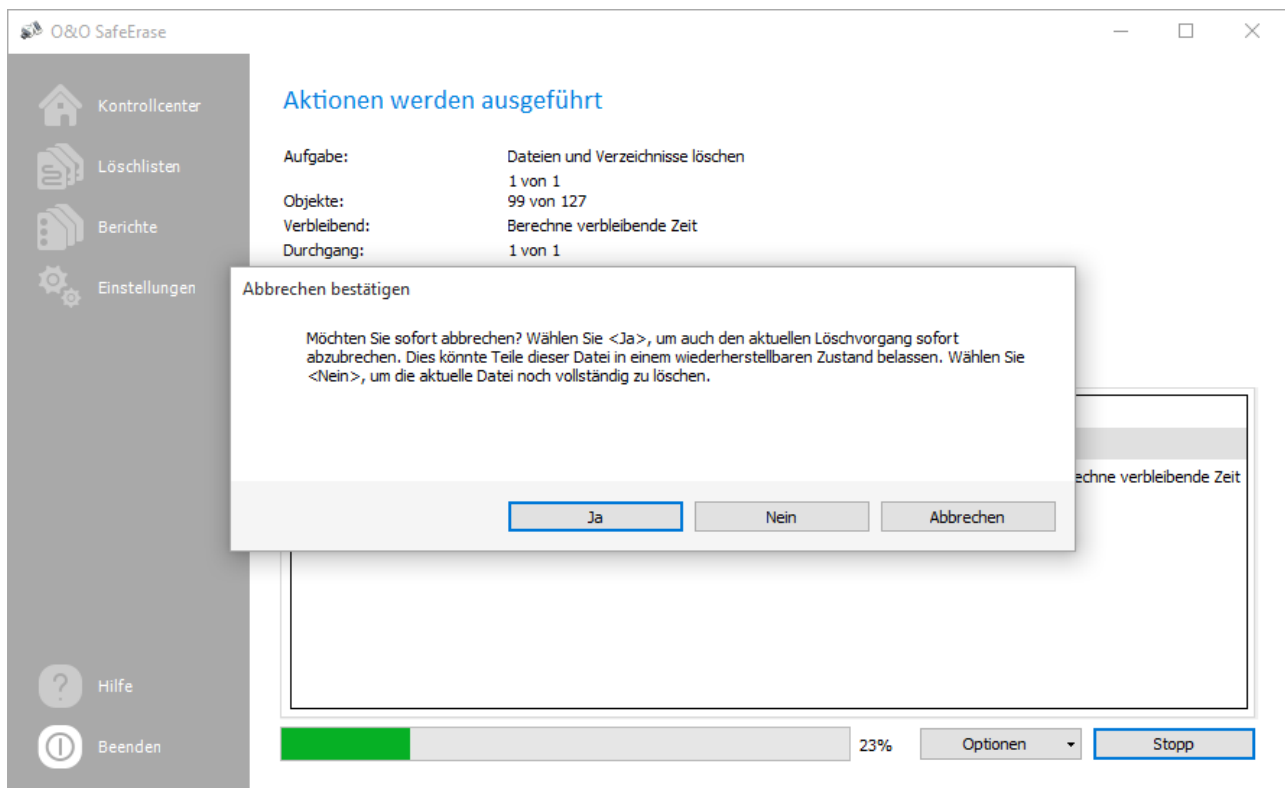 O&O SafeErase
Kontrollcenter
Löschlisten
Berichte
Einstellungen
Aktionen werden ausgeführt
Aufgabe: Dateien und Verzeichnisse löschen
1 von 1
Objekte: 99 von 127
Verbleibend: Berechne verbleibende Zeit
Durchgang: 1 von 1
Abbrechen bestätigen
Möchten Sie sofort abbrechen? Wählen Sie <Ja>, um auch den aktuellen Löschvorgang sofort
abzubrechen. Dies könnte Teile dieser Datei in einem wiederherstellbaren Zustand belassen. Wählen Sie
<Nein>, um die aktuelle Datei noch vollständig zu löschen.
Ja Nein Abbrechen
echne verbleibende Zeit
Hilfe
Beenden
23% Optionen Stopp